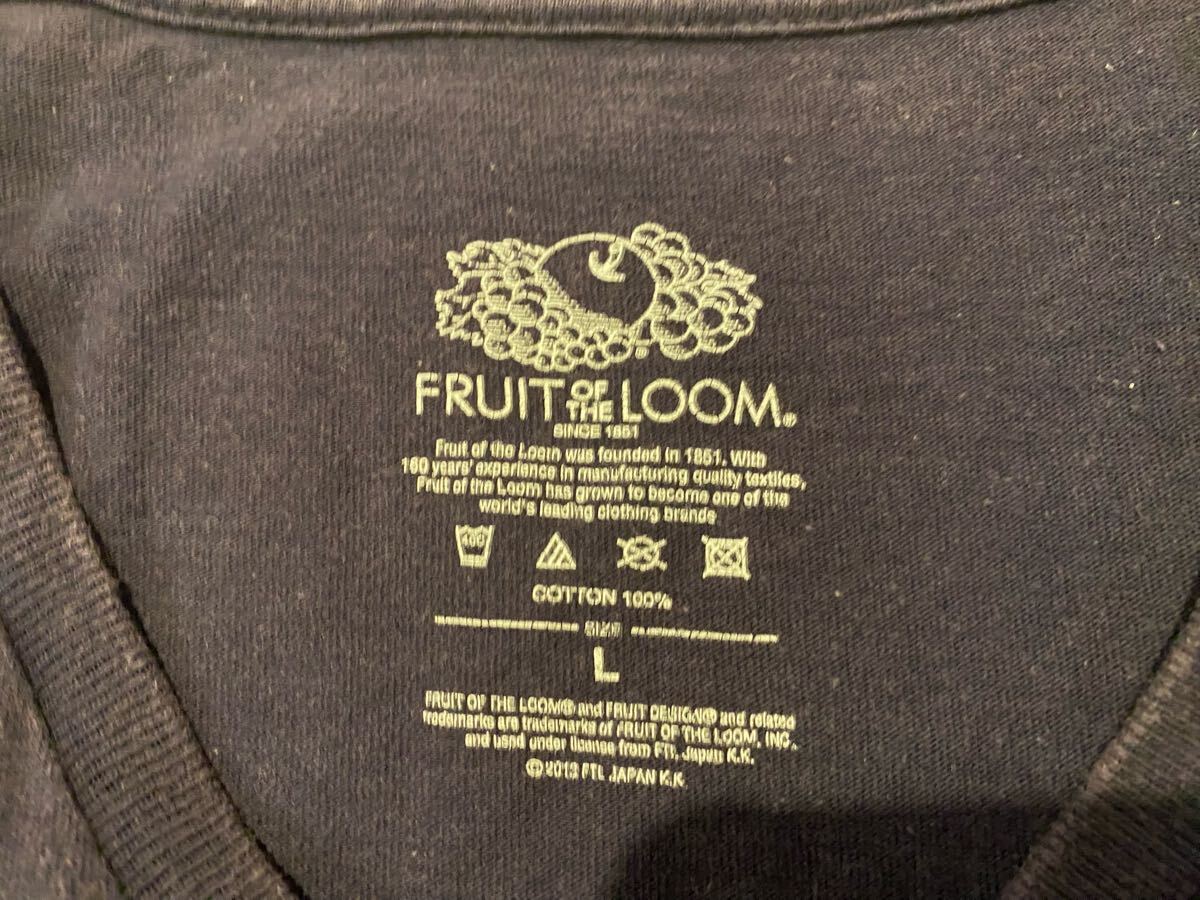 FRUIT OF THE LOOM®
SINCE 1851
Fruit of the Loom was founded in 1851. With
160 years' experience in manufacturing quality textiles,
Fruit of the Loom has grown to become one of the
world's leading clothing brands
40
COTTON 100%
SIZE
L
FRUIT OF THE LOOM® and FRUIT DESIGN® and related
trademarks are trademarks of FRUIT OF THE LOOM, INC.
and used under license from FTL Japan K.K.
© 2013 FTL JAPAN K.K.